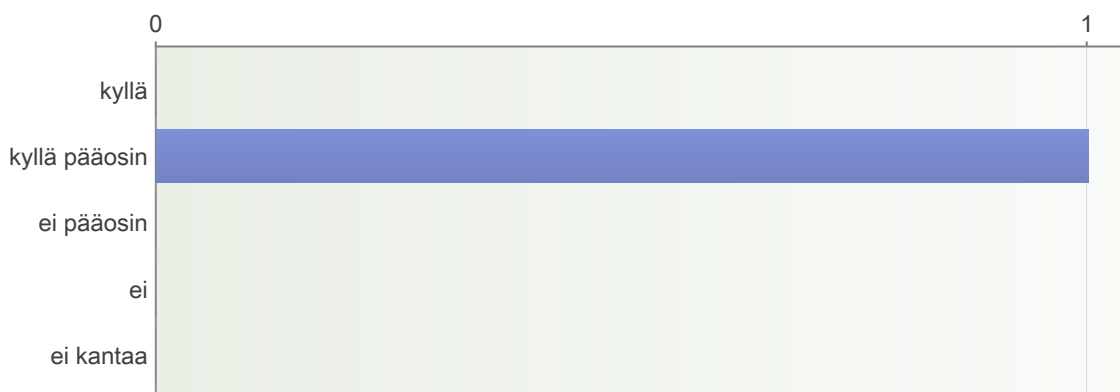 0 1
kyllä
kyllä pääosin
ei pääosin
ei
ei kantaa